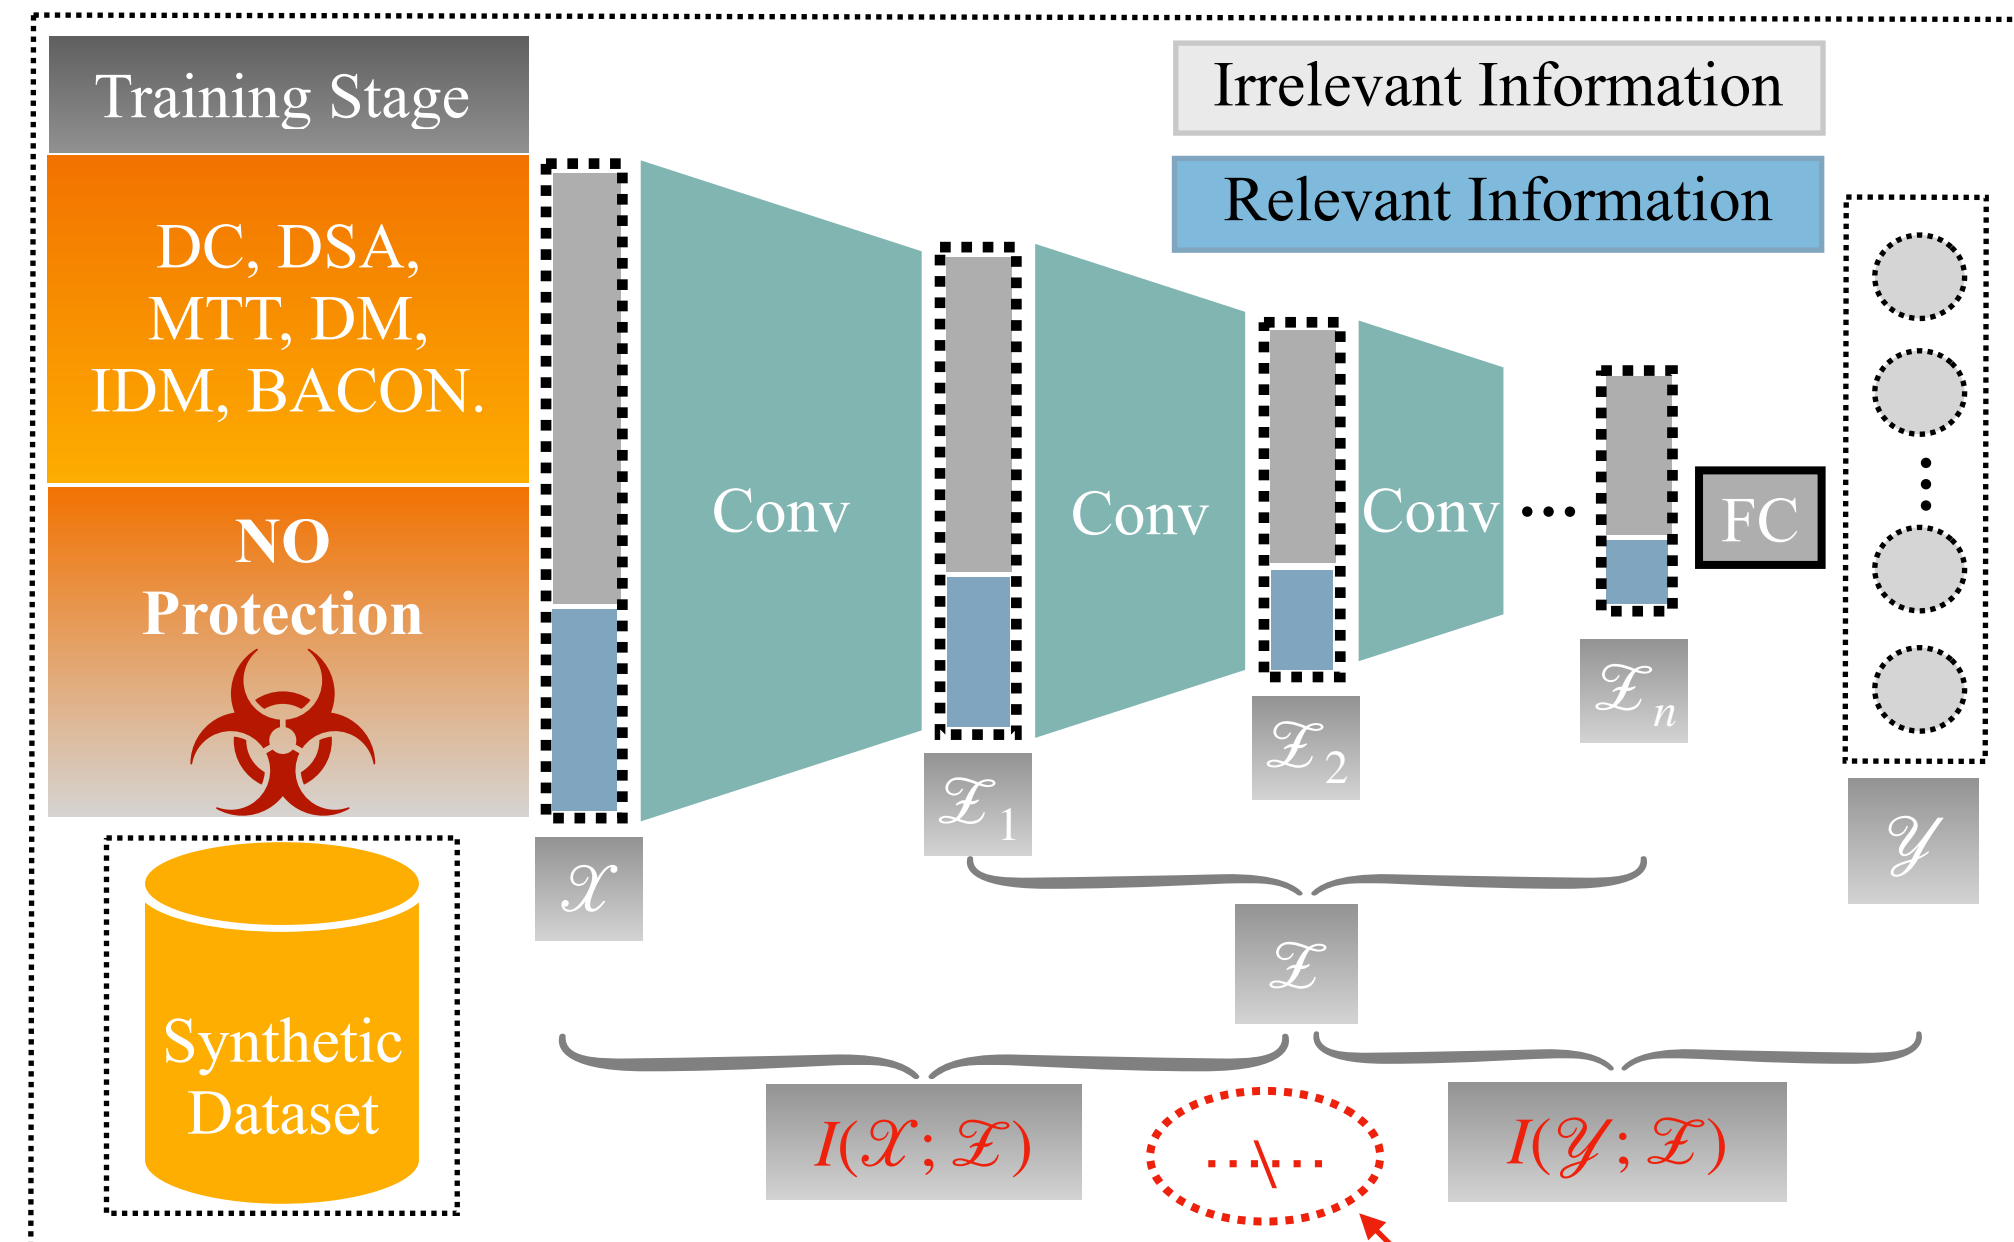 Training Stage
DC, DSA,
MTT, DM,
IDM, BACON.
NO
Protection
Synthetic
Dataset
Irrelevant Information
Relevant Information
Conv
Conv
Conv
...
FC
𝒳
𝒵1
𝒵2
𝒵n
𝒴
𝒵
I(𝒳; 𝒵)
I(𝒴; 𝒵)